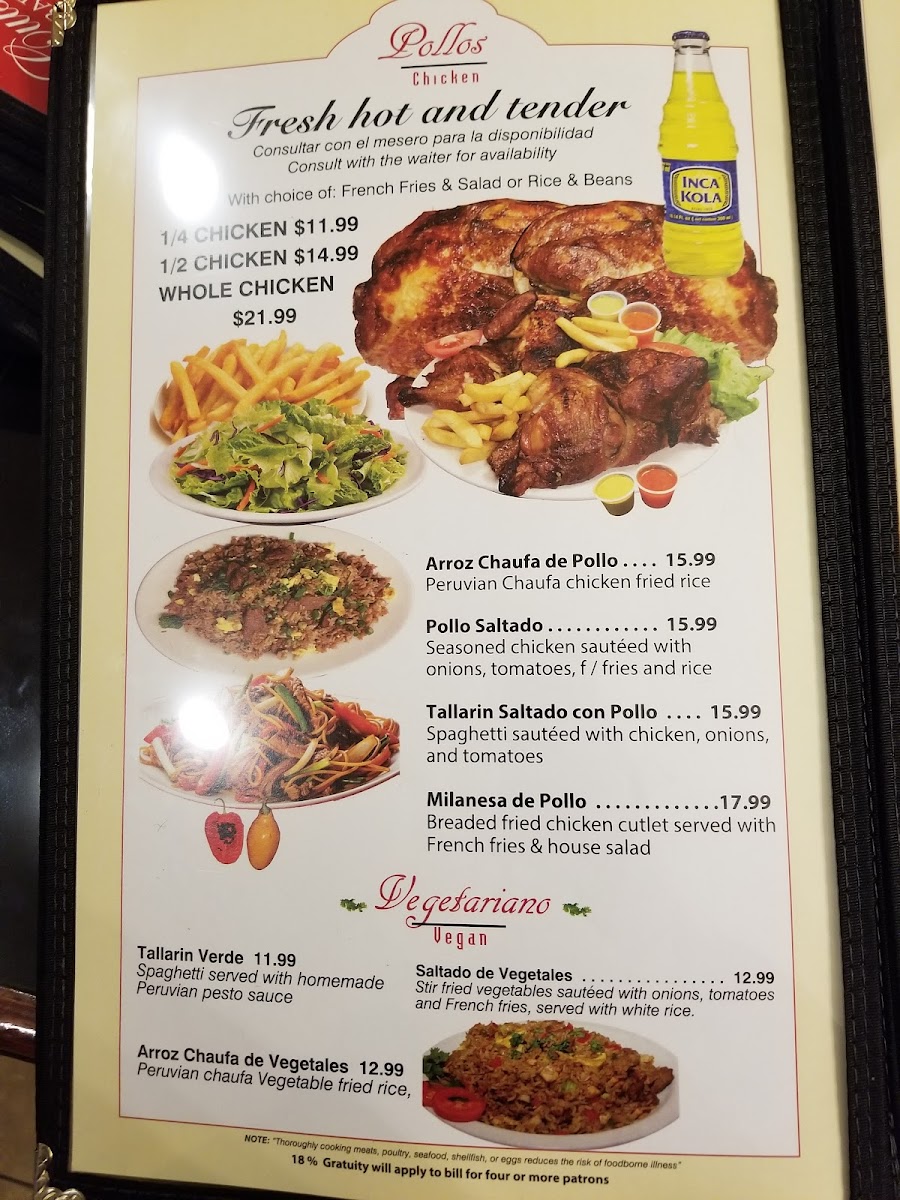 Pollos
Chicken
Fresh hot and tender
Consultar con el mesero para la disponibilidad
Consult with the waiter for availability
With choice of: French Fries & Salad or Rice & Beans
INCA
KOLA
1/4 CHICKEN $11.99
1/2 CHICKEN $14.99
WHOLE CHICKEN
$21.99
Arroz Chaufa de Pollo . . . . 15.99
Peruvian Chaufa chicken fried rice
Pollo Saltado . . . . . . . . . . . . 15.99
Seasoned chicken sautéed with
onions, tomatoes, f / fries and rice
Tallarin Saltado con Pollo . . . . 15.99
Spaghetti sautéed with chicken, onions,
and tomatoes
Milanesa de Pollo . . . . . . . . . . . . .17.99
Breaded fried chicken cutlet served with
French fries & house salad
Vegetariano
Vegan
Tallarin Verde 11.99
Spaghetti served with homemade
Peruvian pesto sauce
Saltado de Vegetales . . . . . . . . . . . . . . . 12.99
Stir fried vegetables sautéed with onions, tomatoes
and French fries, served with white rice.
Arroz Chaufa de Vegetales 12.99
Peruvian chaufa Vegetable fried rice,
NOTE: "Thoroughly cooking meats, poultry, seafood, shellfish, or eggs reduces the risk of foodborne illness"
18 % Gratuity will apply to bill for four or more patrons